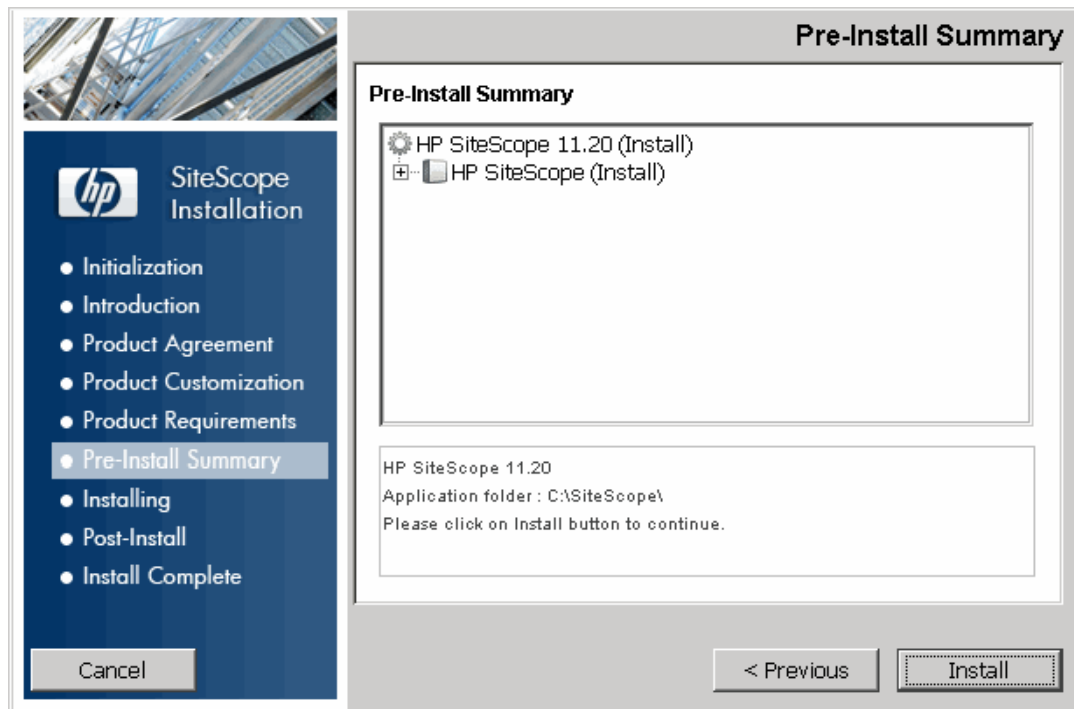 Pre-Install Summary
hp
SiteScope
Installation
Initialization
Introduction
Product Agreement
Product Customization
Product Requirements
Pre-Install Summary
Installing
Post-Install
Install Complete
Cancel
Pre-Install Summary
HP SiteScope 11.20 (Install)
HP SiteScope (Install)
HP SiteScope 11.20
Application folder : C:\SiteScope\
Please click on Install button to continue.
< Previous
Install